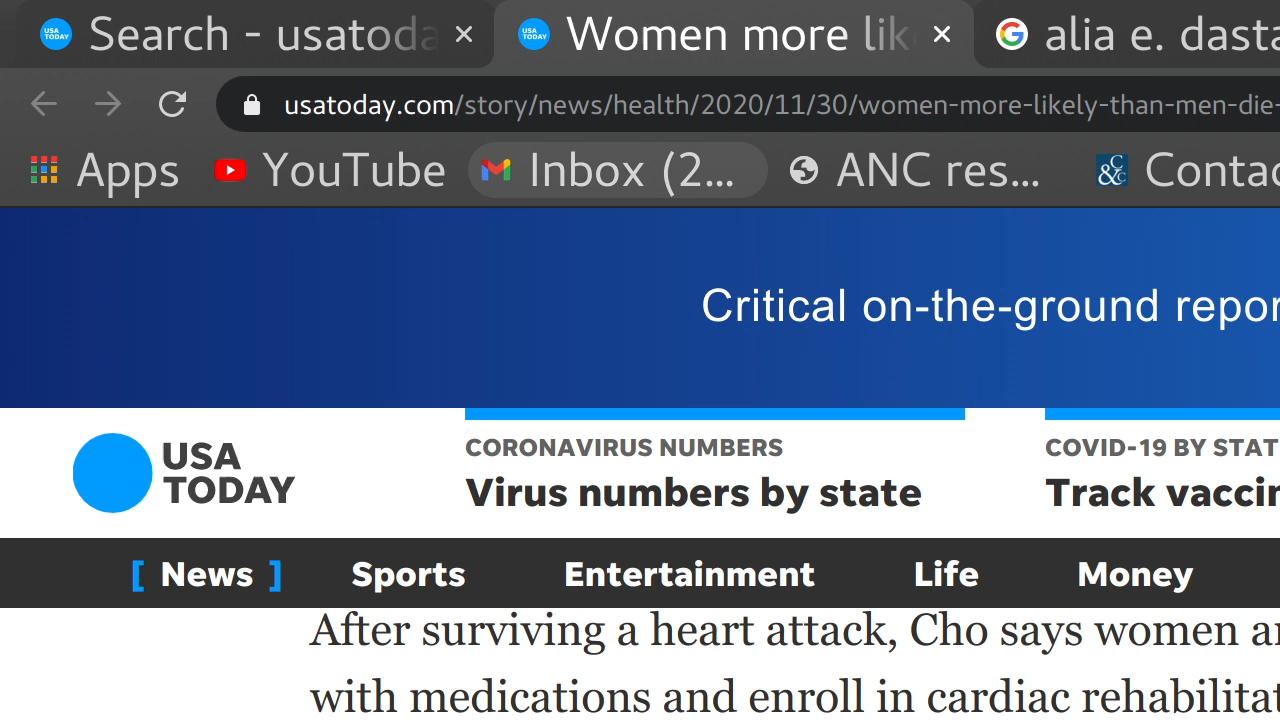 Search - usatoda
Women more lik
alia e. dasta
usatoday.com/story/news/health/2020/11/30/women-more-likely-than-men-die-
Apps
YouTube
Inbox (2...
ANC res...
Contac
Critical on-the-ground repor
USA TODAY
CORONAVIRUS NUMBERS
Virus numbers by state
COVID-19 BY STAT
Track vaccin
[ News ] Sports Entertainment Life Money
After surviving a heart attack, Cho says women a
with medications and enroll in cardiac rehabilitat